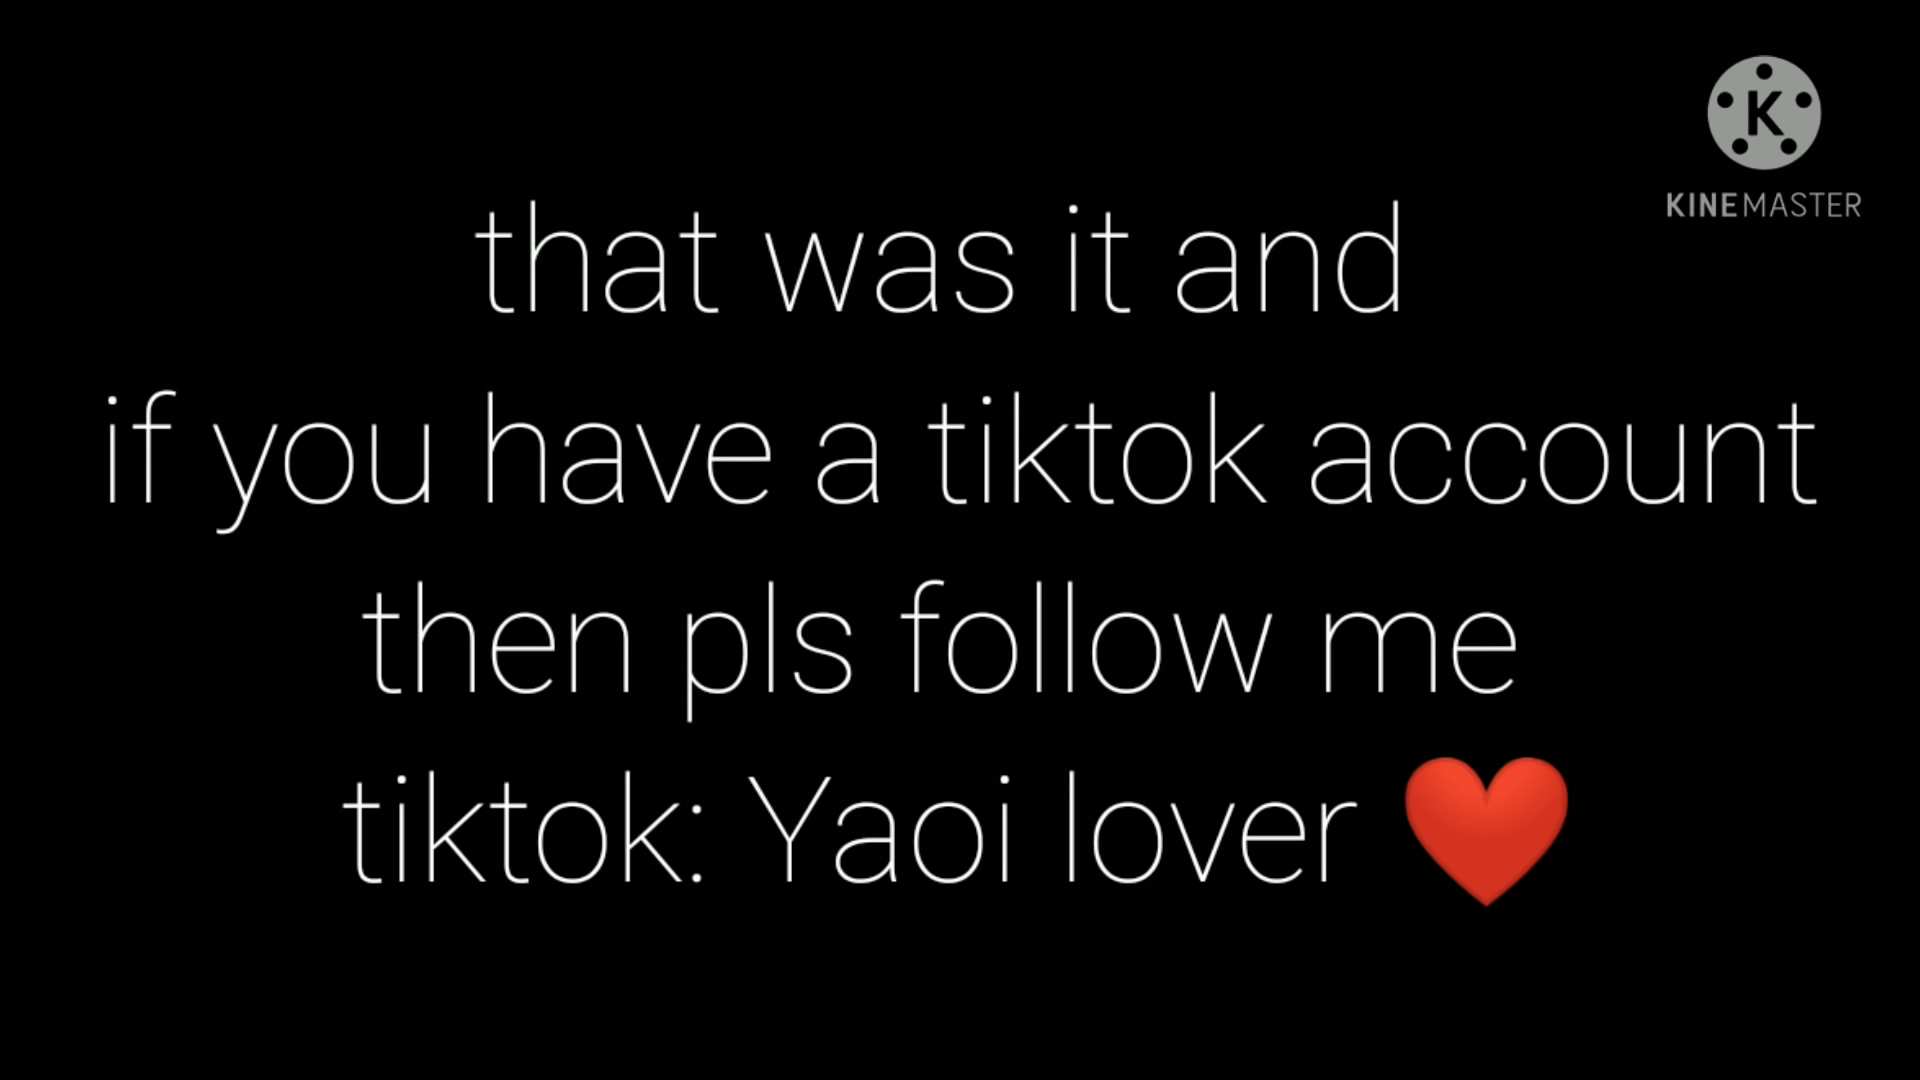 K
KINEMASTER
that was it and
if you have a tiktok account
then pls follow me
tiktok: Yaoi lover ❤️